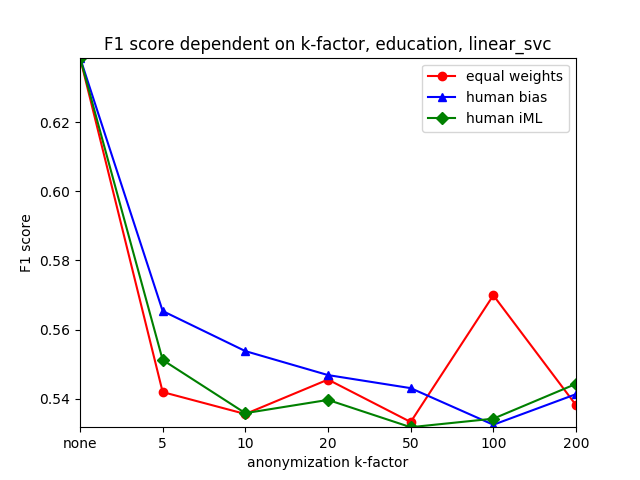 F1 score dependent on k-factor, education, linear_svc
equal weights
human bias
human iML
F1 score
0.62
0.60
0.58
0.56
0.54
none 5 10 20 50 100 200
anonymization k-factor